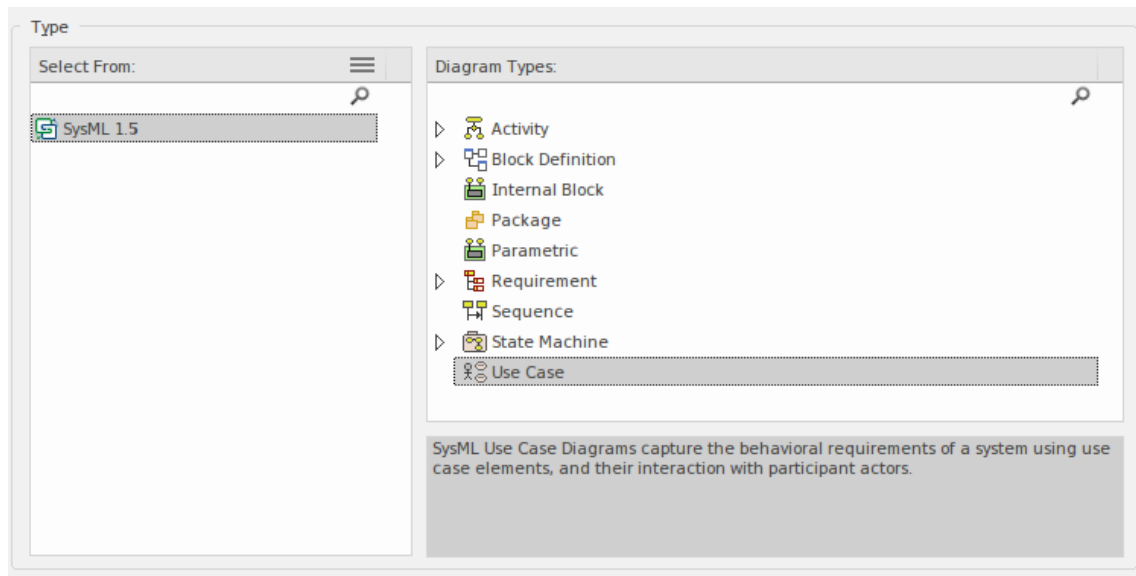 Type
Select From:
SysML 1.5
Diagram Types:
Activity
Block Definition
Internal Block
Package
Parametric
Requirement
Sequence
State Machine
Use Case
SysML Use Case Diagrams capture the behavioral requirements of a system using use
case elements, and their interaction with participant actors.